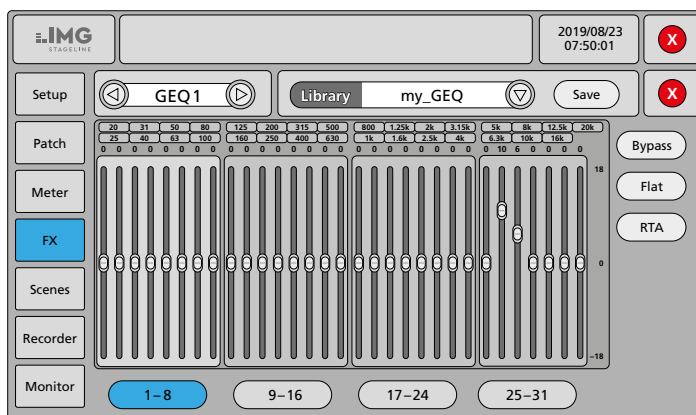 IMG
STAGELINE
2019/08/23
07:50:01
X
Setup
GEQ 1
Library
my_GEQ
Save
X
20 31 50 80 125 200 315 500 800 1.25k 2k 3.15k 5k 8k 12.5k 20k
25 40 63 100 160 250 400 630 1k 1.6k 2.5k 4k 6.3k 10k 16k
0 0 0 0 0 0 0 0 0 0 0 0 0 0 0 0 0 0 0 0 0 0 0 0 0 10 6 0 0 0 0
Patch
Bypass
18
Meter
Flat
FX
RTA
0
Scenes
Recorder
-18
Monitor
1–8
9–16
17–24
25–31